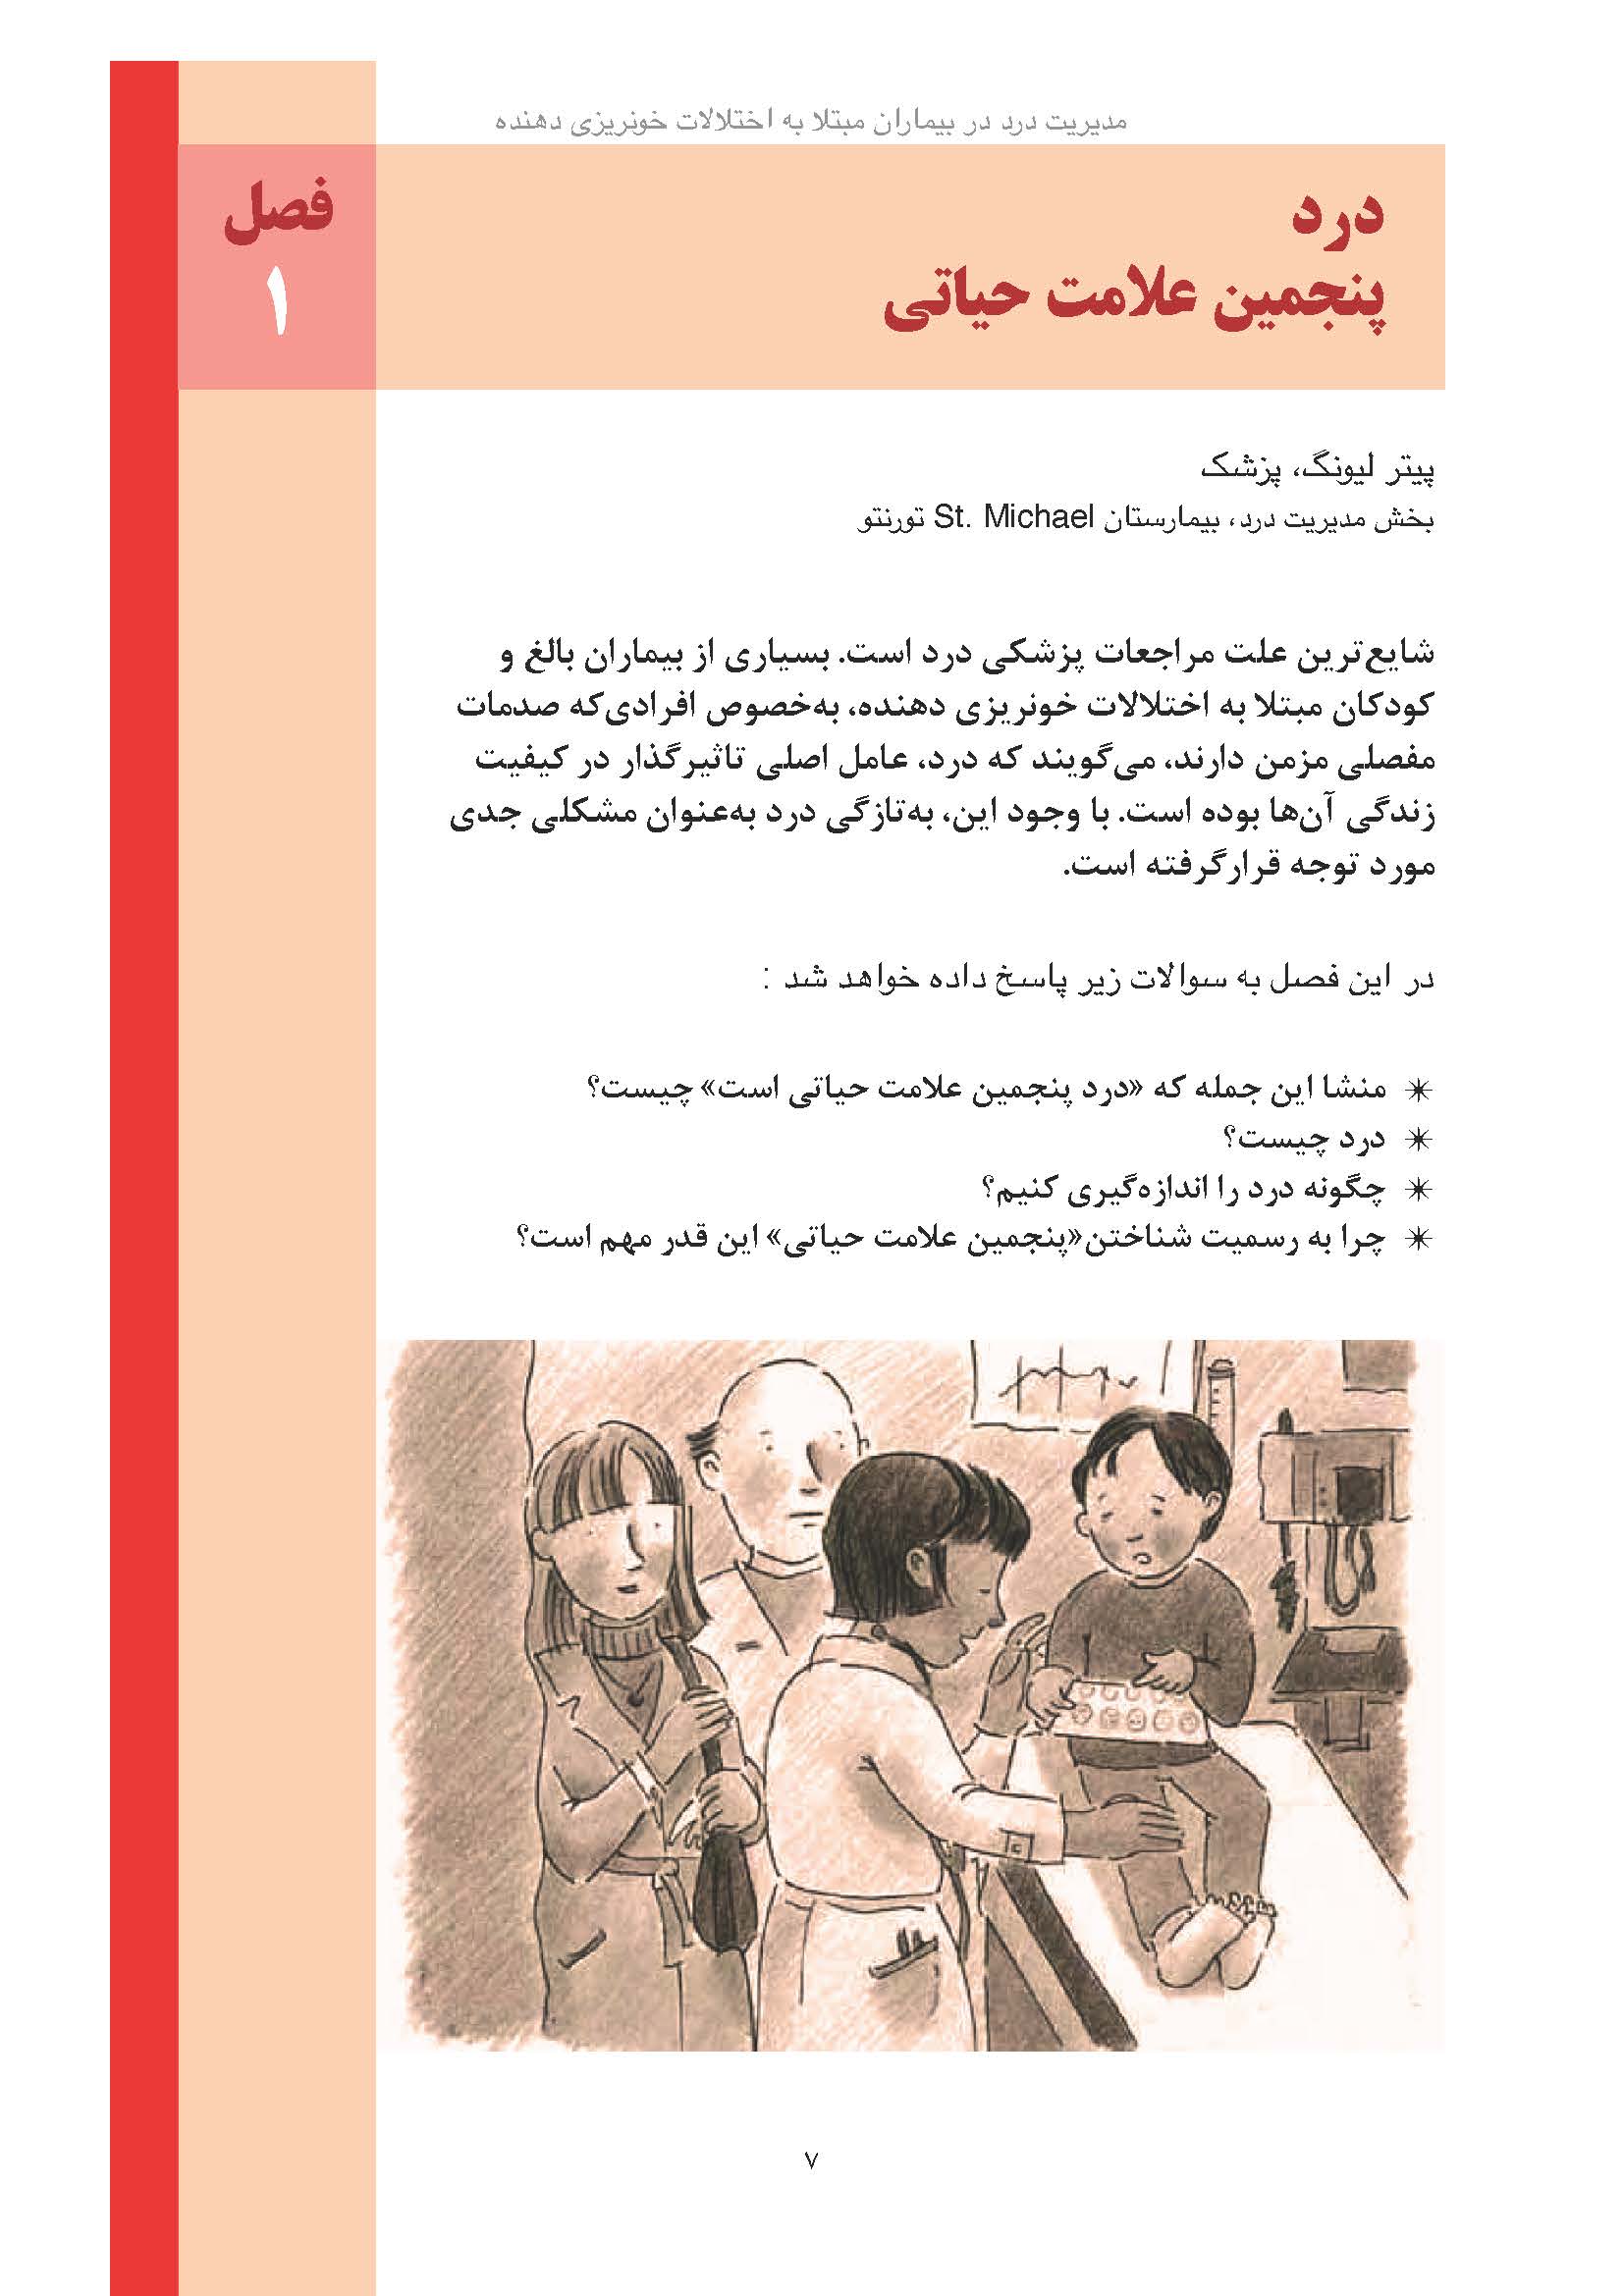 مدیریت درد در بیماران مبتلا به اختلالات خونریزی دهنده
فصل
۱
درد
پنجمین علامت حیاتی
پیتر لیونگ، پزشک
بخش مدیریت درد، بیمارستان St. Michael تورنتو
شایع‌ترین علت مراجعات پزشکی درد است. بسیاری از بیماران بالغ و
کودکان مبتلا به اختلالات خونریزی دهنده، به‌خصوص افرادی‌که صدمات
مفصلی مزمن دارند، می‌گویند که درد، عامل اصلی تاثیرگذار در کیفیت
زندگی آن‌ها بوده است. با وجود این، به‌تازگی درد به‌عنوان مشکلی جدی
مورد توجه قرارگرفته است.
در این فصل به سوالات زیر پاسخ داده خواهد شد :
✴ منشا این جمله که «درد پنجمین علامت حیاتی است» چیست؟
✴ درد چیست؟
✴ چگونه درد را اندازه‌گیری کنیم؟
✴ چرا به رسمیت شناختن«پنجمین علامت حیاتی» این قدر مهم است؟
۷